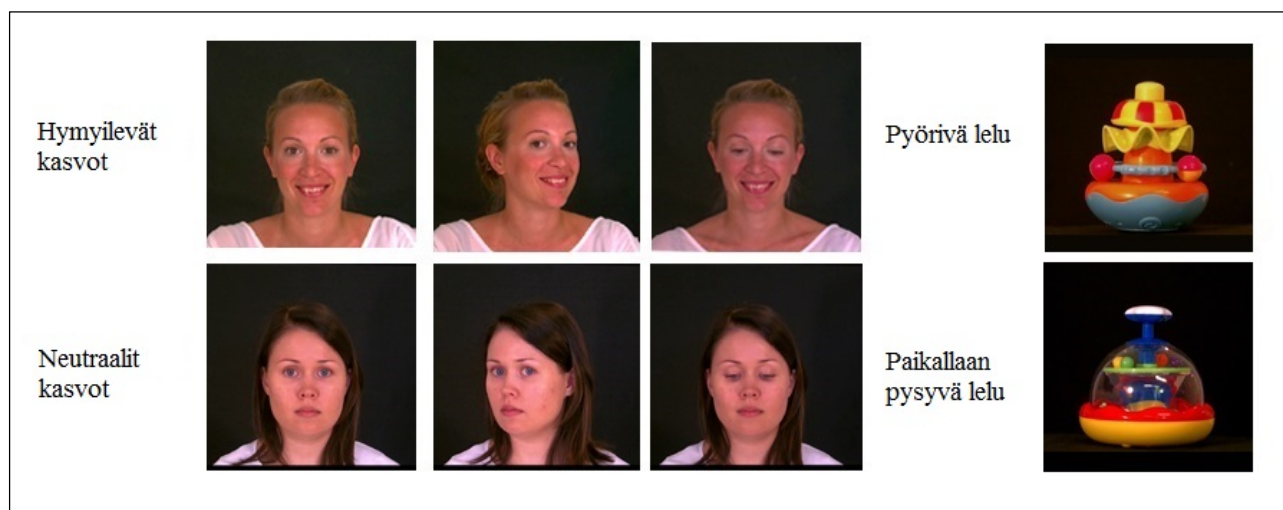 Hymyilevät
kasvot
Pyörivä lelu
Neutraalit
kasvot
Paikallaan
pysyvä lelu